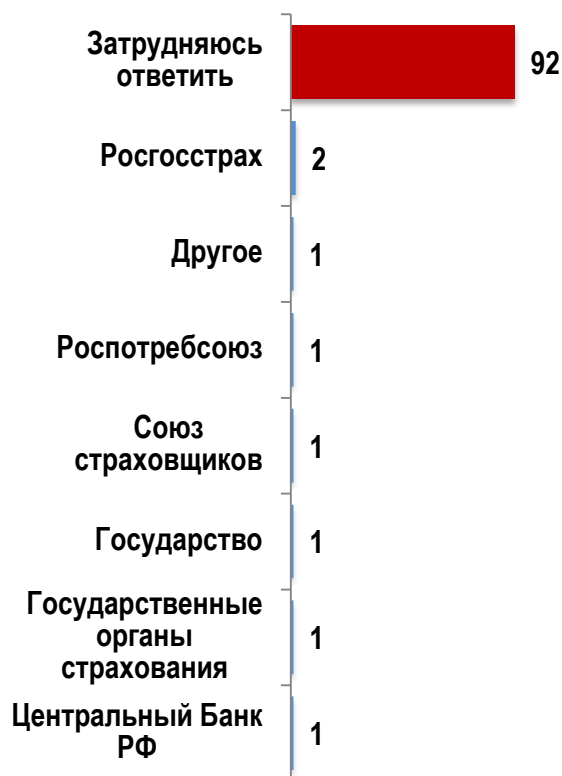 Затрудняюсь
ответить
92
Росгосстрах
2
Другое
1
Роспотребсоюз
1
Союз
страховщиков
1
Государство
1
Государственные
органы
страхования
1
Центральный Банк
РФ
1